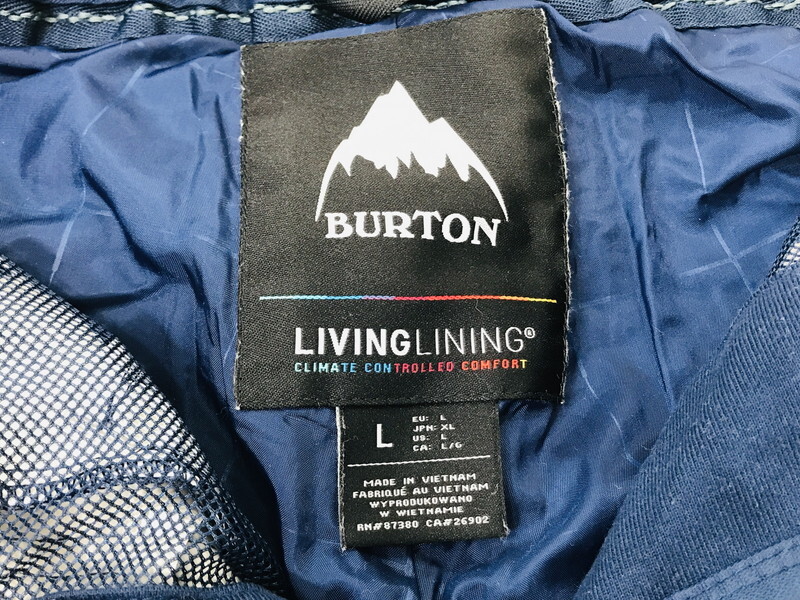 BURTON
LIVINGLINING®
CLIMATE CONTROLLED COMFORT
L
EU: L
JPN: XL
US: L
CA: L/G
MADE IN VIETNAM
FABRIQUÉ AU VIETNAM
WYPRODUKOWANO
W WIETNAMIE
RN#87380 CA#26902